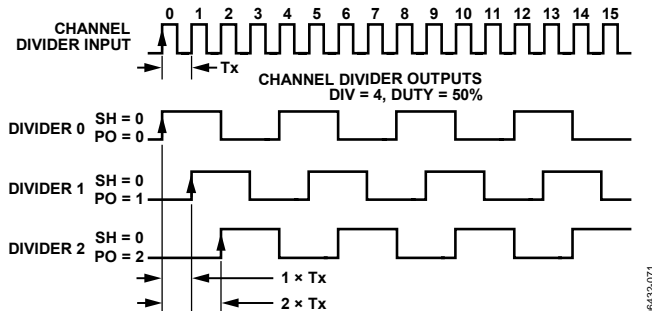 0 1 2 3 4 5 6 7 8 9 10 11 12 13 14 15
CHANNEL
DIVIDER INPUT
Tx
CHANNEL DIVIDER OUTPUTS
DIV = 4, DUTY = 50%
DIVIDER 0 SH = 0
PO = 0
DIVIDER 1 SH = 0
PO = 1
DIVIDER 2 SH = 0
PO = 2
1 × Tx
2 × Tx